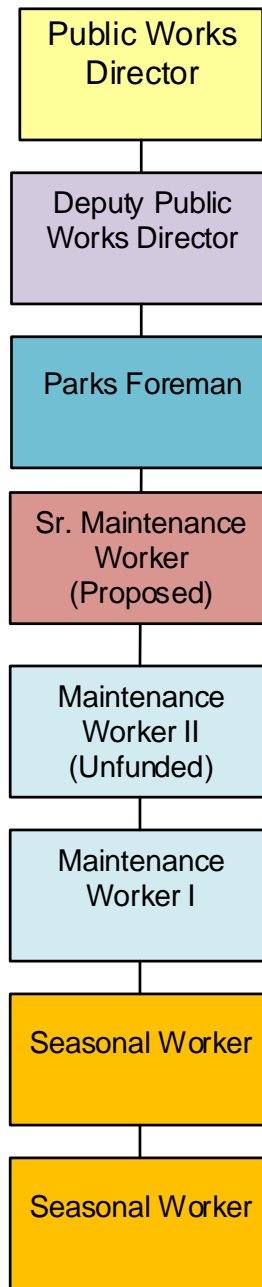 Public Works
Director
Deputy Public
Works Director
Parks Foreman
Sr. Maintenance
Worker
(Proposed)
Maintenance
Worker II
(Unfunded)
Maintenance
Worker I
Seasonal Worker
Seasonal Worker